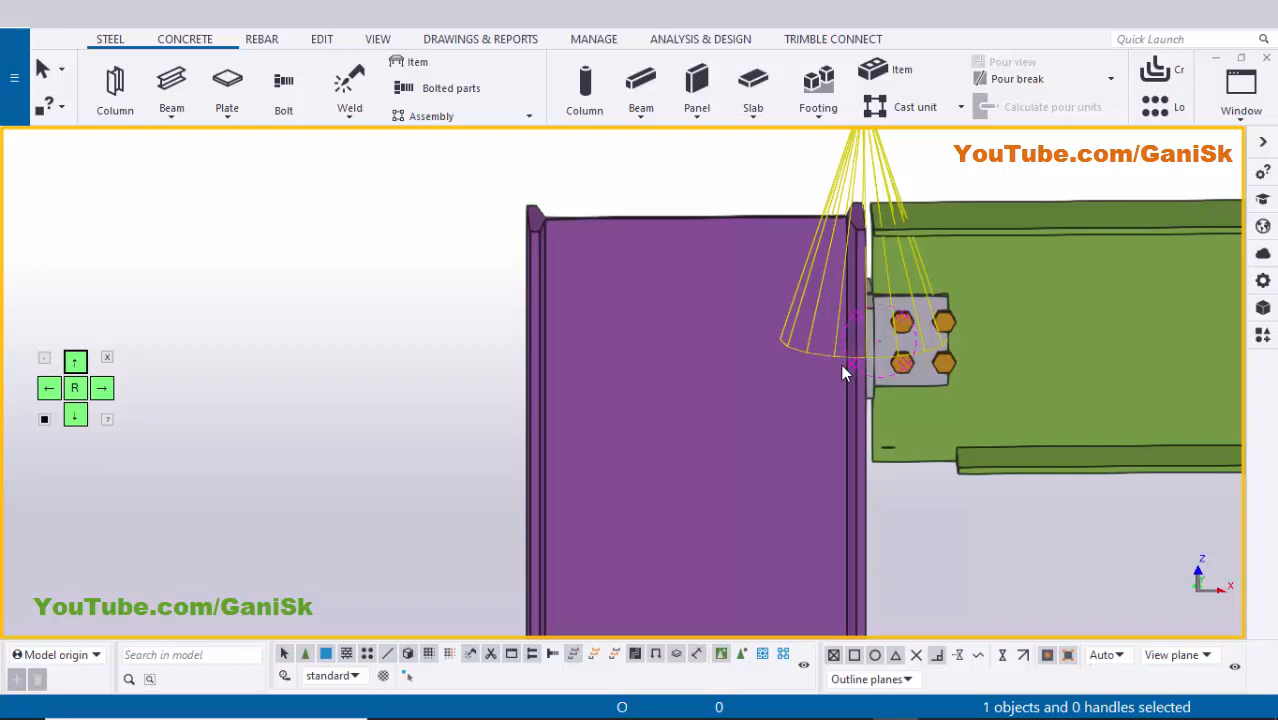 STEEL CONCRETE REBAR EDIT VIEW DRAWINGS & REPORTS MANAGE ANALYSIS & DESIGN TRIMBLE CONNECT Quick Launch
Column Beam Plate Bolt Weld Item Bolted parts Assembly Column Beam Panel Slab Footing Item Cast unit Pour view Pour break Calculate pour units Cr Lo Window
YouTube.com/GaniSk
- X
R
?
Z
X
YouTube.com/GaniSk
Model origin Search in model Auto View plane
standard Outline planes
O 0 1 objects and 0 handles selected